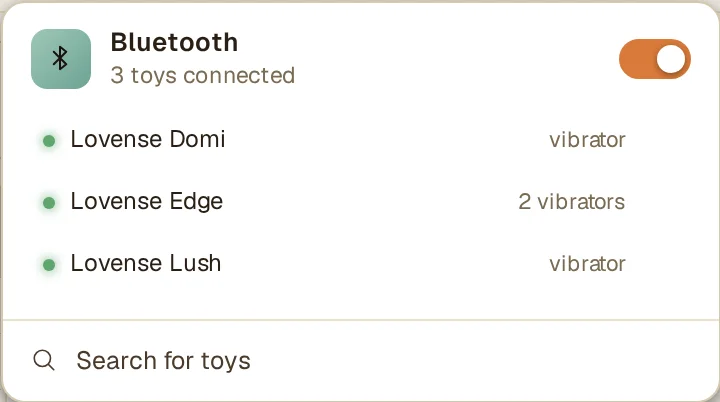 Bluetooth
3 toys connected
Lovense Domi vibrator
Lovense Edge 2 vibrators
Lovense Lush vibrator
Search for toys